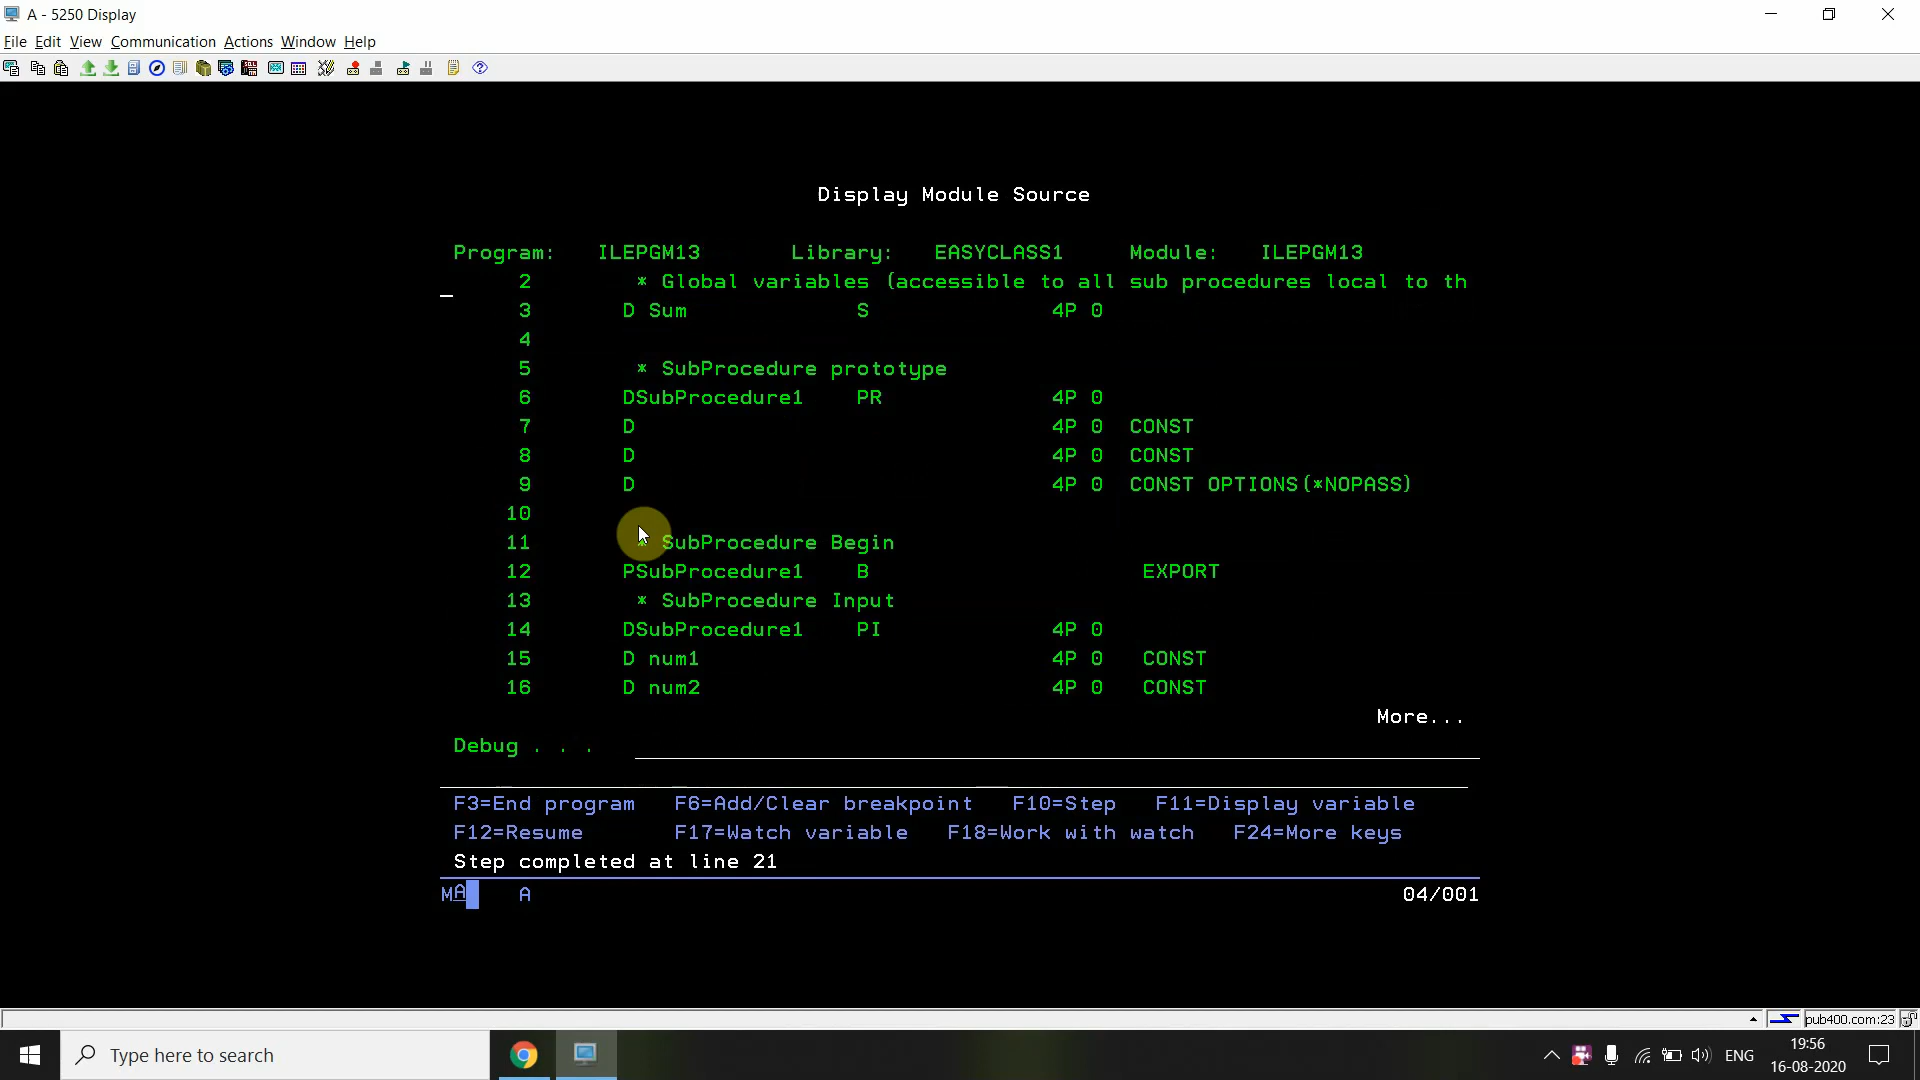 A - 5250 Display
File Edit View Communication Actions Window Help
Display Module Source
Program: ILEPGM13 Library: EASYCLASS1 Module: ILEPGM13
2 * Global variables (accessible to all sub procedures local to th
3 D Sum S 4P 0
4
5 * SubProcedure prototype
6 DSubProcedure1 PR 4P 0
7 D 4P 0 CONST
8 D 4P 0 CONST
9 D 4P 0 CONST OPTIONS(*NOPASS)
10
11 * SubProcedure Begin
12 PSubProcedure1 B EXPORT
13 * SubProcedure Input
14 DSubProcedure1 PI 4P 0
15 D num1 4P 0 CONST
16 D num2 4P 0 CONST
More...
Debug . . .
F3=End program F6=Add/Clear breakpoint F10=Step F11=Display variable
F12=Resume F17=Watch variable F18=Work with watch F24=More keys
Step completed at line 21
MA A 04/001
pub400.com:23
Type here to search
ENG
19:56
16-08-2020